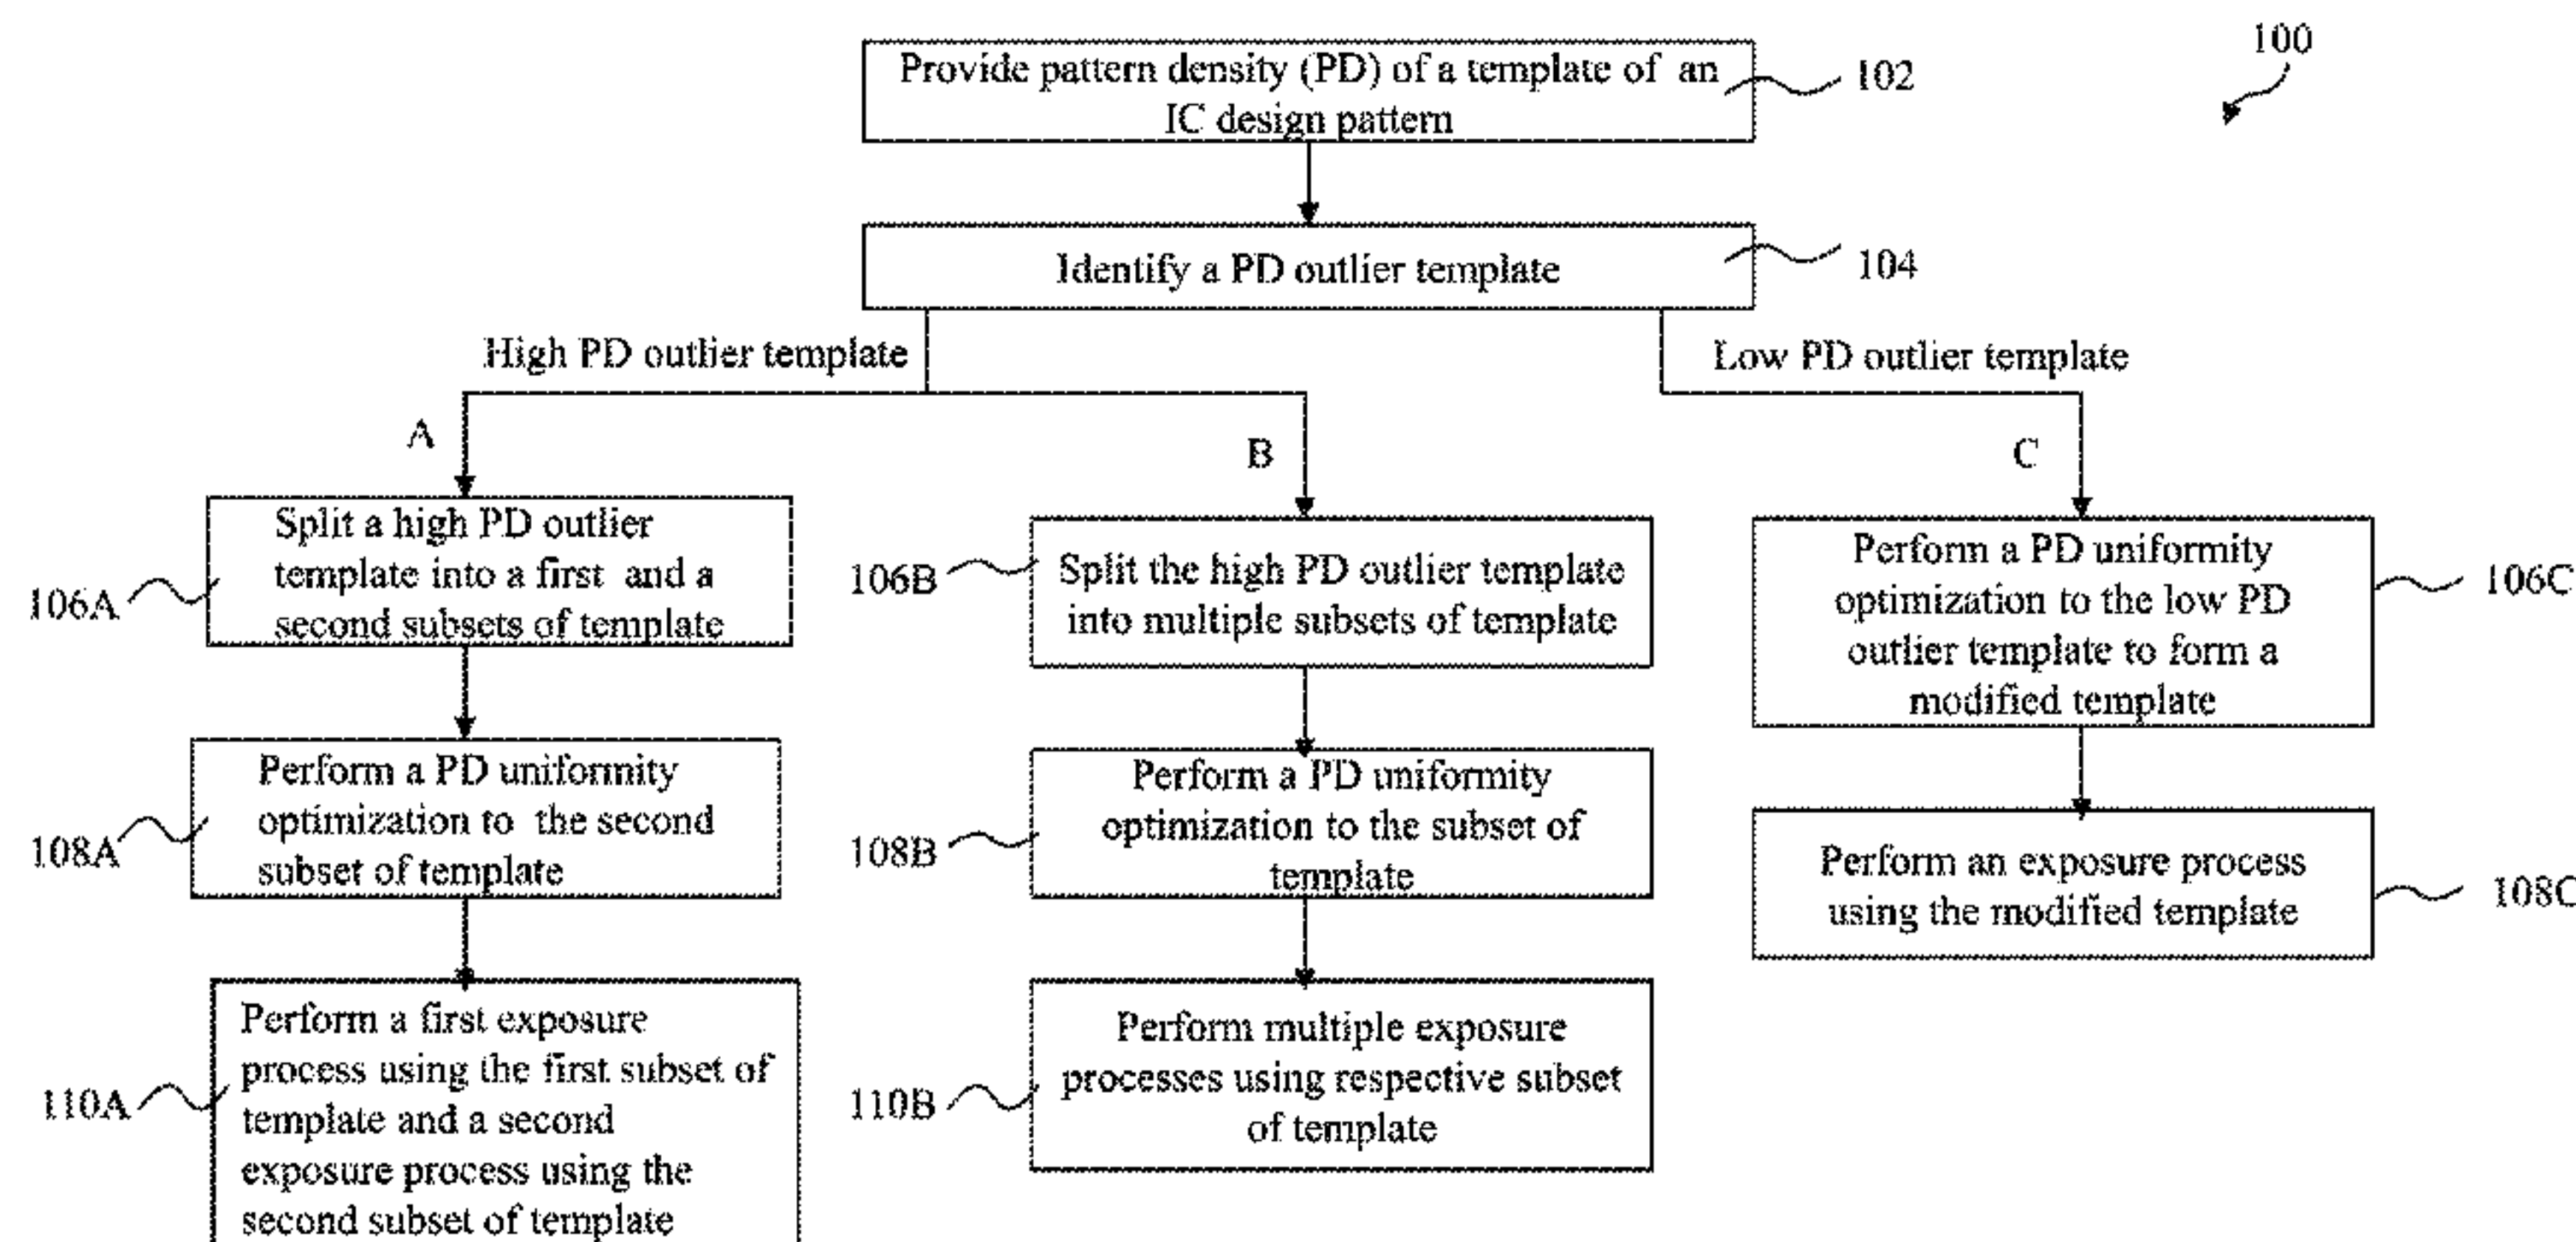 100
Provide pattern density (PD) of a template of an
IC design pattern
102
Identify a PD outlier template
104
High PD outlier template
Low PD outlier template
A
B
C
Split a high PD outlier
template into a first and a
second subsets of template
106A
106B
Split the high PD outlier template
into multiple subsets of template
Perform a PD uniformity
optimization to the low PD
outlier template to form a
modified template
106C
Perform a PD uniformity
optimization to the second
subset of template
108A
108B
Perform a PD uniformity
optimization to the subset of
template
Perform an exposure process
using the modified template
108C
Perform a first exposure
process using the first subset of
template and a second
exposure process using the
second subset of template
110A
110B
Perform multiple exposure
processes using respective subset
of template